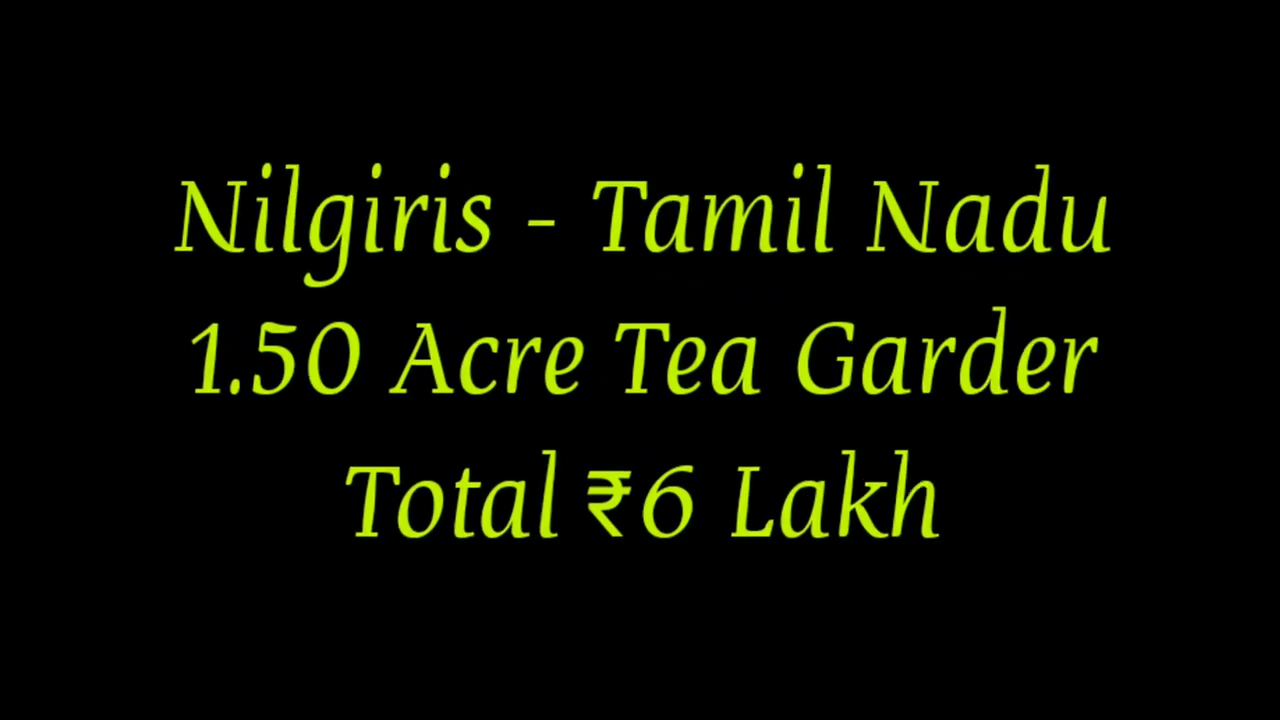 Nilgiris - Tamil Nadu
1.50 Acre Tea Garder
Total ₹6 Lakh